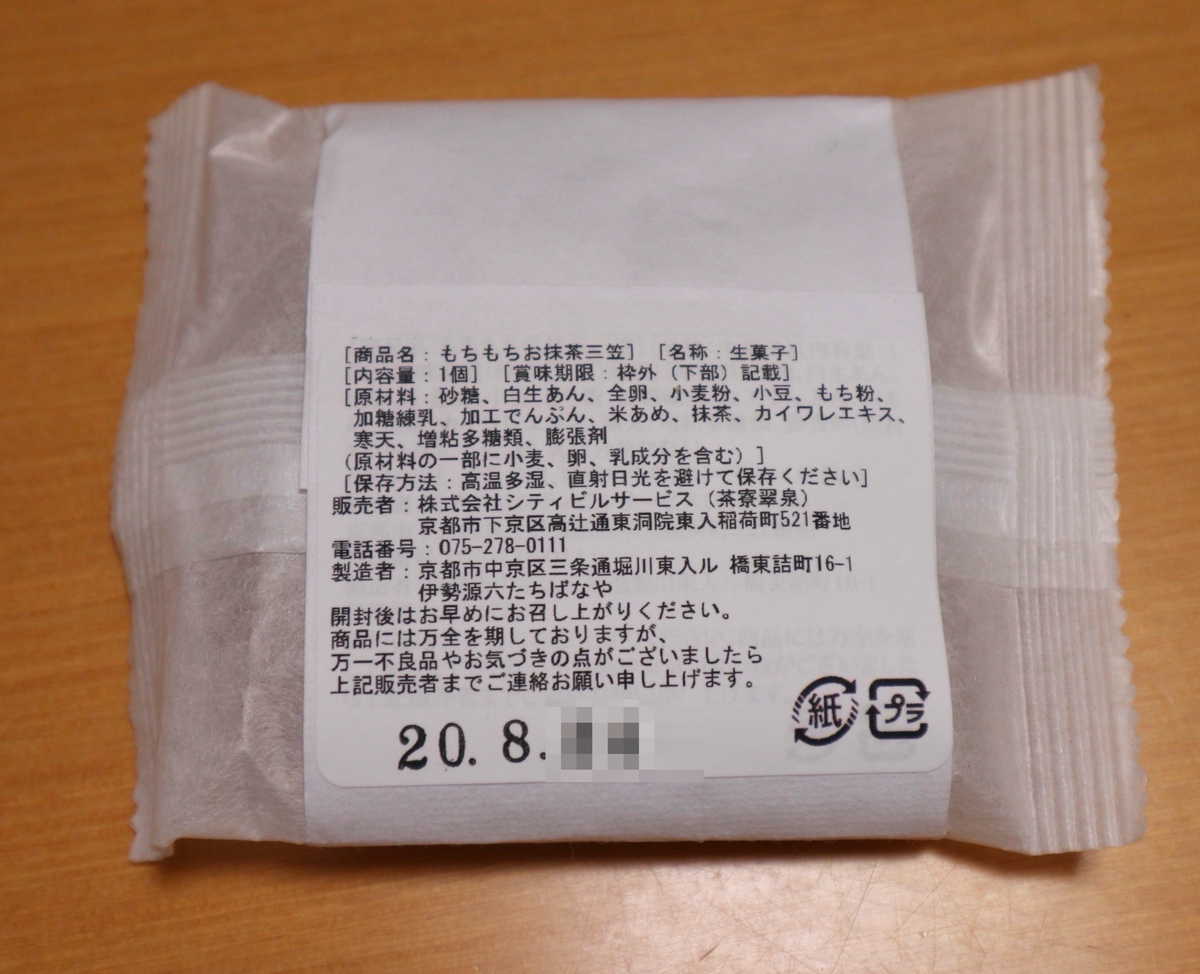 [商品名：もちもちお抹茶三笠] [名称：生菓子]
[内容量：1個] [賞味期限：枠外（下部）記載]
[原材料：砂糖、白生あん、全卵、小麦粉、小豆、もち粉、
加糖練乳、加工でんぷん、米あめ、抹茶、カイワレエキス、
寒天、増粘多糖類、膨張剤
（原材料の一部に小麦、卵、乳成分を含む）]
[保存方法：高温多湿、直射日光を避けて保存ください]
販売者：株式会社シティビルサービス（茶寮翠泉）
京都市下京区高辻通東洞院東入稲荷町521番地
電話番号：075-278-0111
製造者：京都市中京区三条通堀川東入ル 橋東詰町16-1
伊勢源六たちばなや
開封後はお早めにお召し上がりください。
商品には万全を期しておりますが、
万一不良品やお気づきの点がございましたら
上記販売者までご連絡お願い申し上げます。
紙 プラ
20. 8.